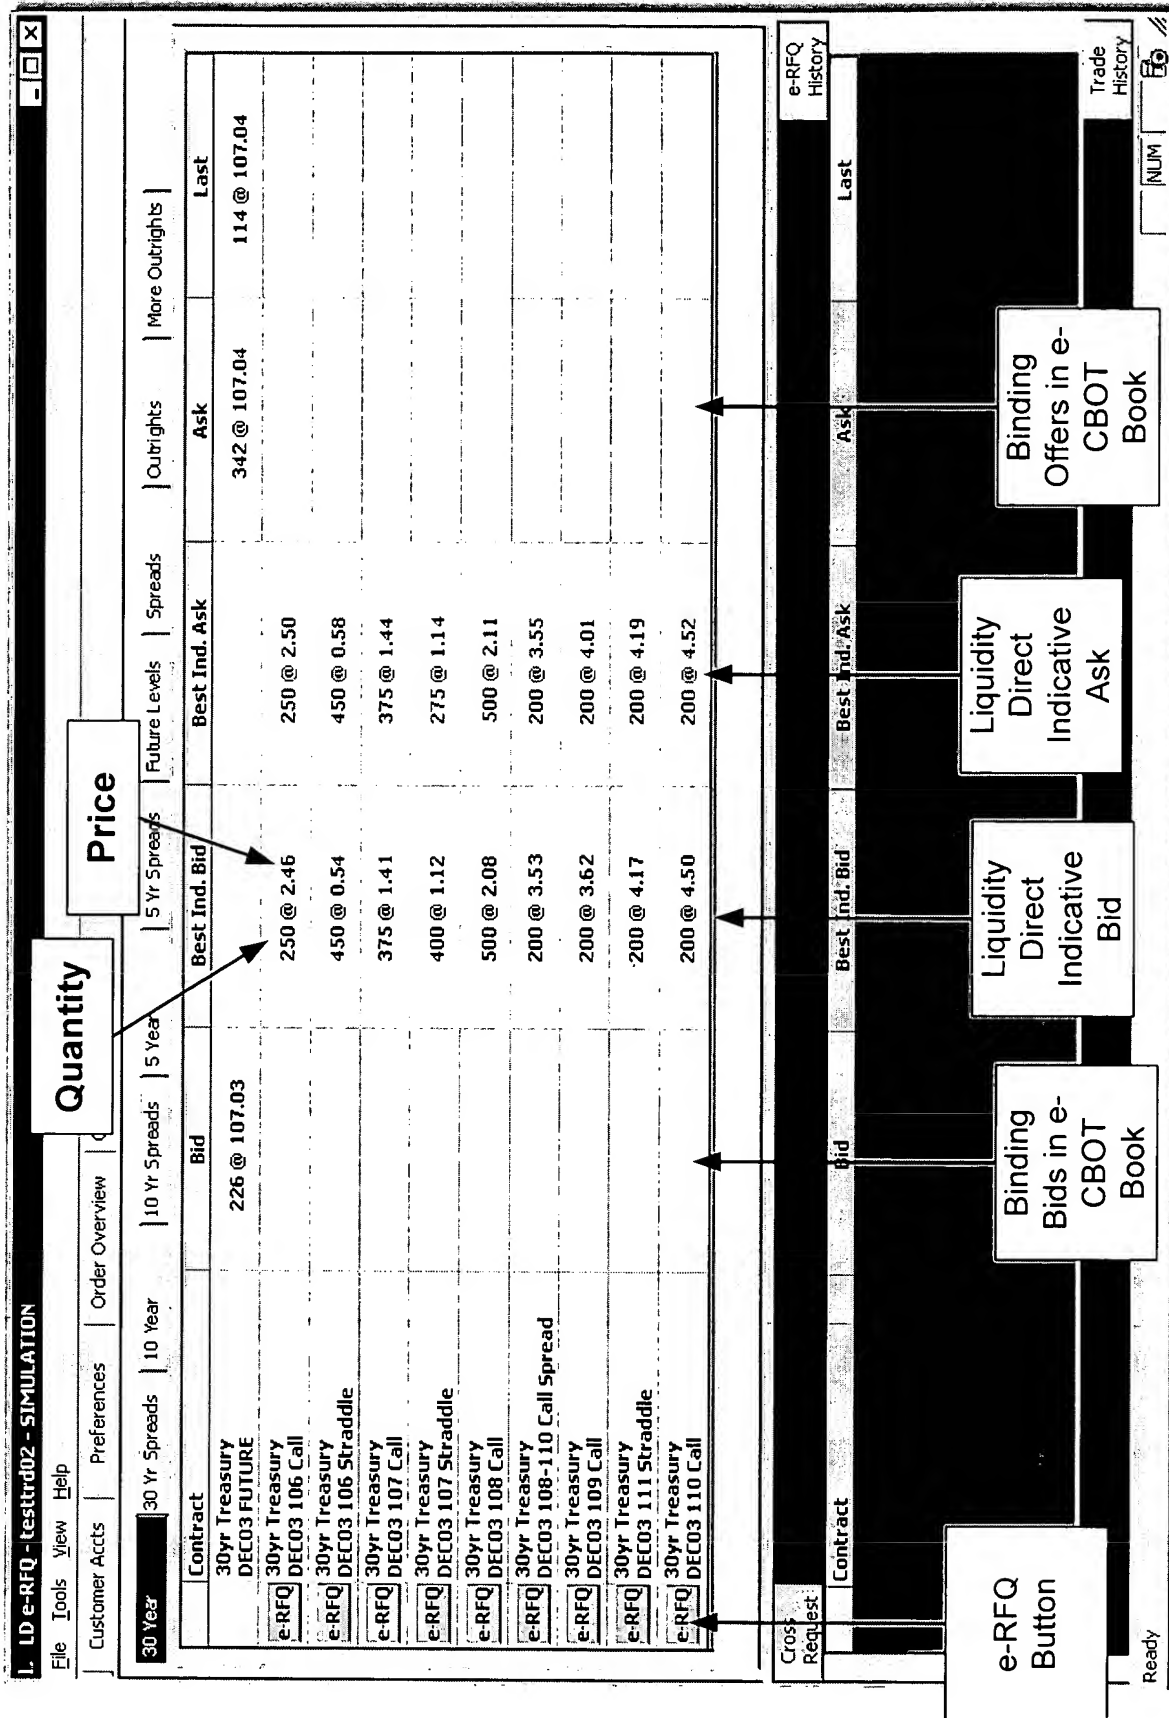 L LD e-RFQ - testtrd02 - SIMULATION
File Tools View Help
Customer Accts Preferences Order Overview
Quantity
Price
30 Year 30 Yr Spreads 10 Year 10 Yr Spreads 5 Year 5 Yr Spreads Future Levels Spreads Outrights More Outrights
Contract Bid Best Ind. Bid Best Ind. Ask Ask Last
30yr Treasury
DEC03 FUTURE 226 @ 107.03 342 @ 107.04 114 @ 107.04
e-RFQ 30yr Treasury
DEC03 106 Call 250 @ 2.46 250 @ 2.50
e-RFQ 30yr Treasury
DEC03 106 Straddle 450 @ 0.54 450 @ 0.58
e-RFQ 30yr Treasury
DEC03 107 Call 375 @ 1.41 375 @ 1.44
e-RFQ 30yr Treasury
DEC03 107 Straddle 400 @ 1.12 275 @ 1.14
e-RFQ 30yr Treasury
DEC03 108 Call 500 @ 2.08 500 @ 2.11
e-RFQ 30yr Treasury
DEC03 108-110 Call Spread 200 @ 3.53 200 @ 3.55
e-RFQ 30yr Treasury
DEC03 109 Call 200 @ 3.62 200 @ 4.01
e-RFQ 30yr Treasury
DEC03 111 Straddle 200 @ 4.17 200 @ 4.19
e-RFQ 30yr Treasury
DEC03 110 Call 200 @ 4.50 200 @ 4.52
Cross
Request
e-RFQ
History
Contract Bid Best Ind. Bid Best Ind. Ask Ask Last
e-RFQ
Button
Binding
Bids in e-
CBOT
Book
Liquidity
Direct
Indicative
Bid
Liquidity
Direct
Indicative
Ask
Binding
Offers in e-
CBOT
Book
Trade
History
Ready NUM